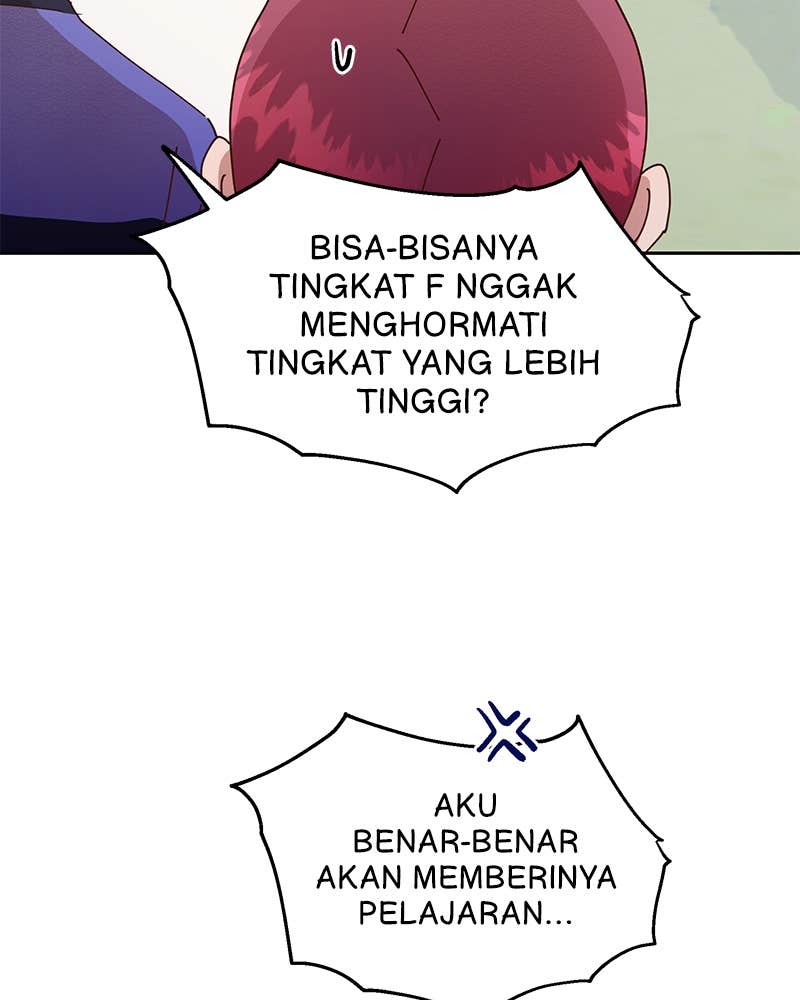 BISA-BISANYA
TINGKAT F NGGAK
MENGHORMATI
TINGKAT YANG LEBIH
TINGGI?
AKU
BENAR-BENAR
AKAN MEMBERINYA
PELAJARAN...